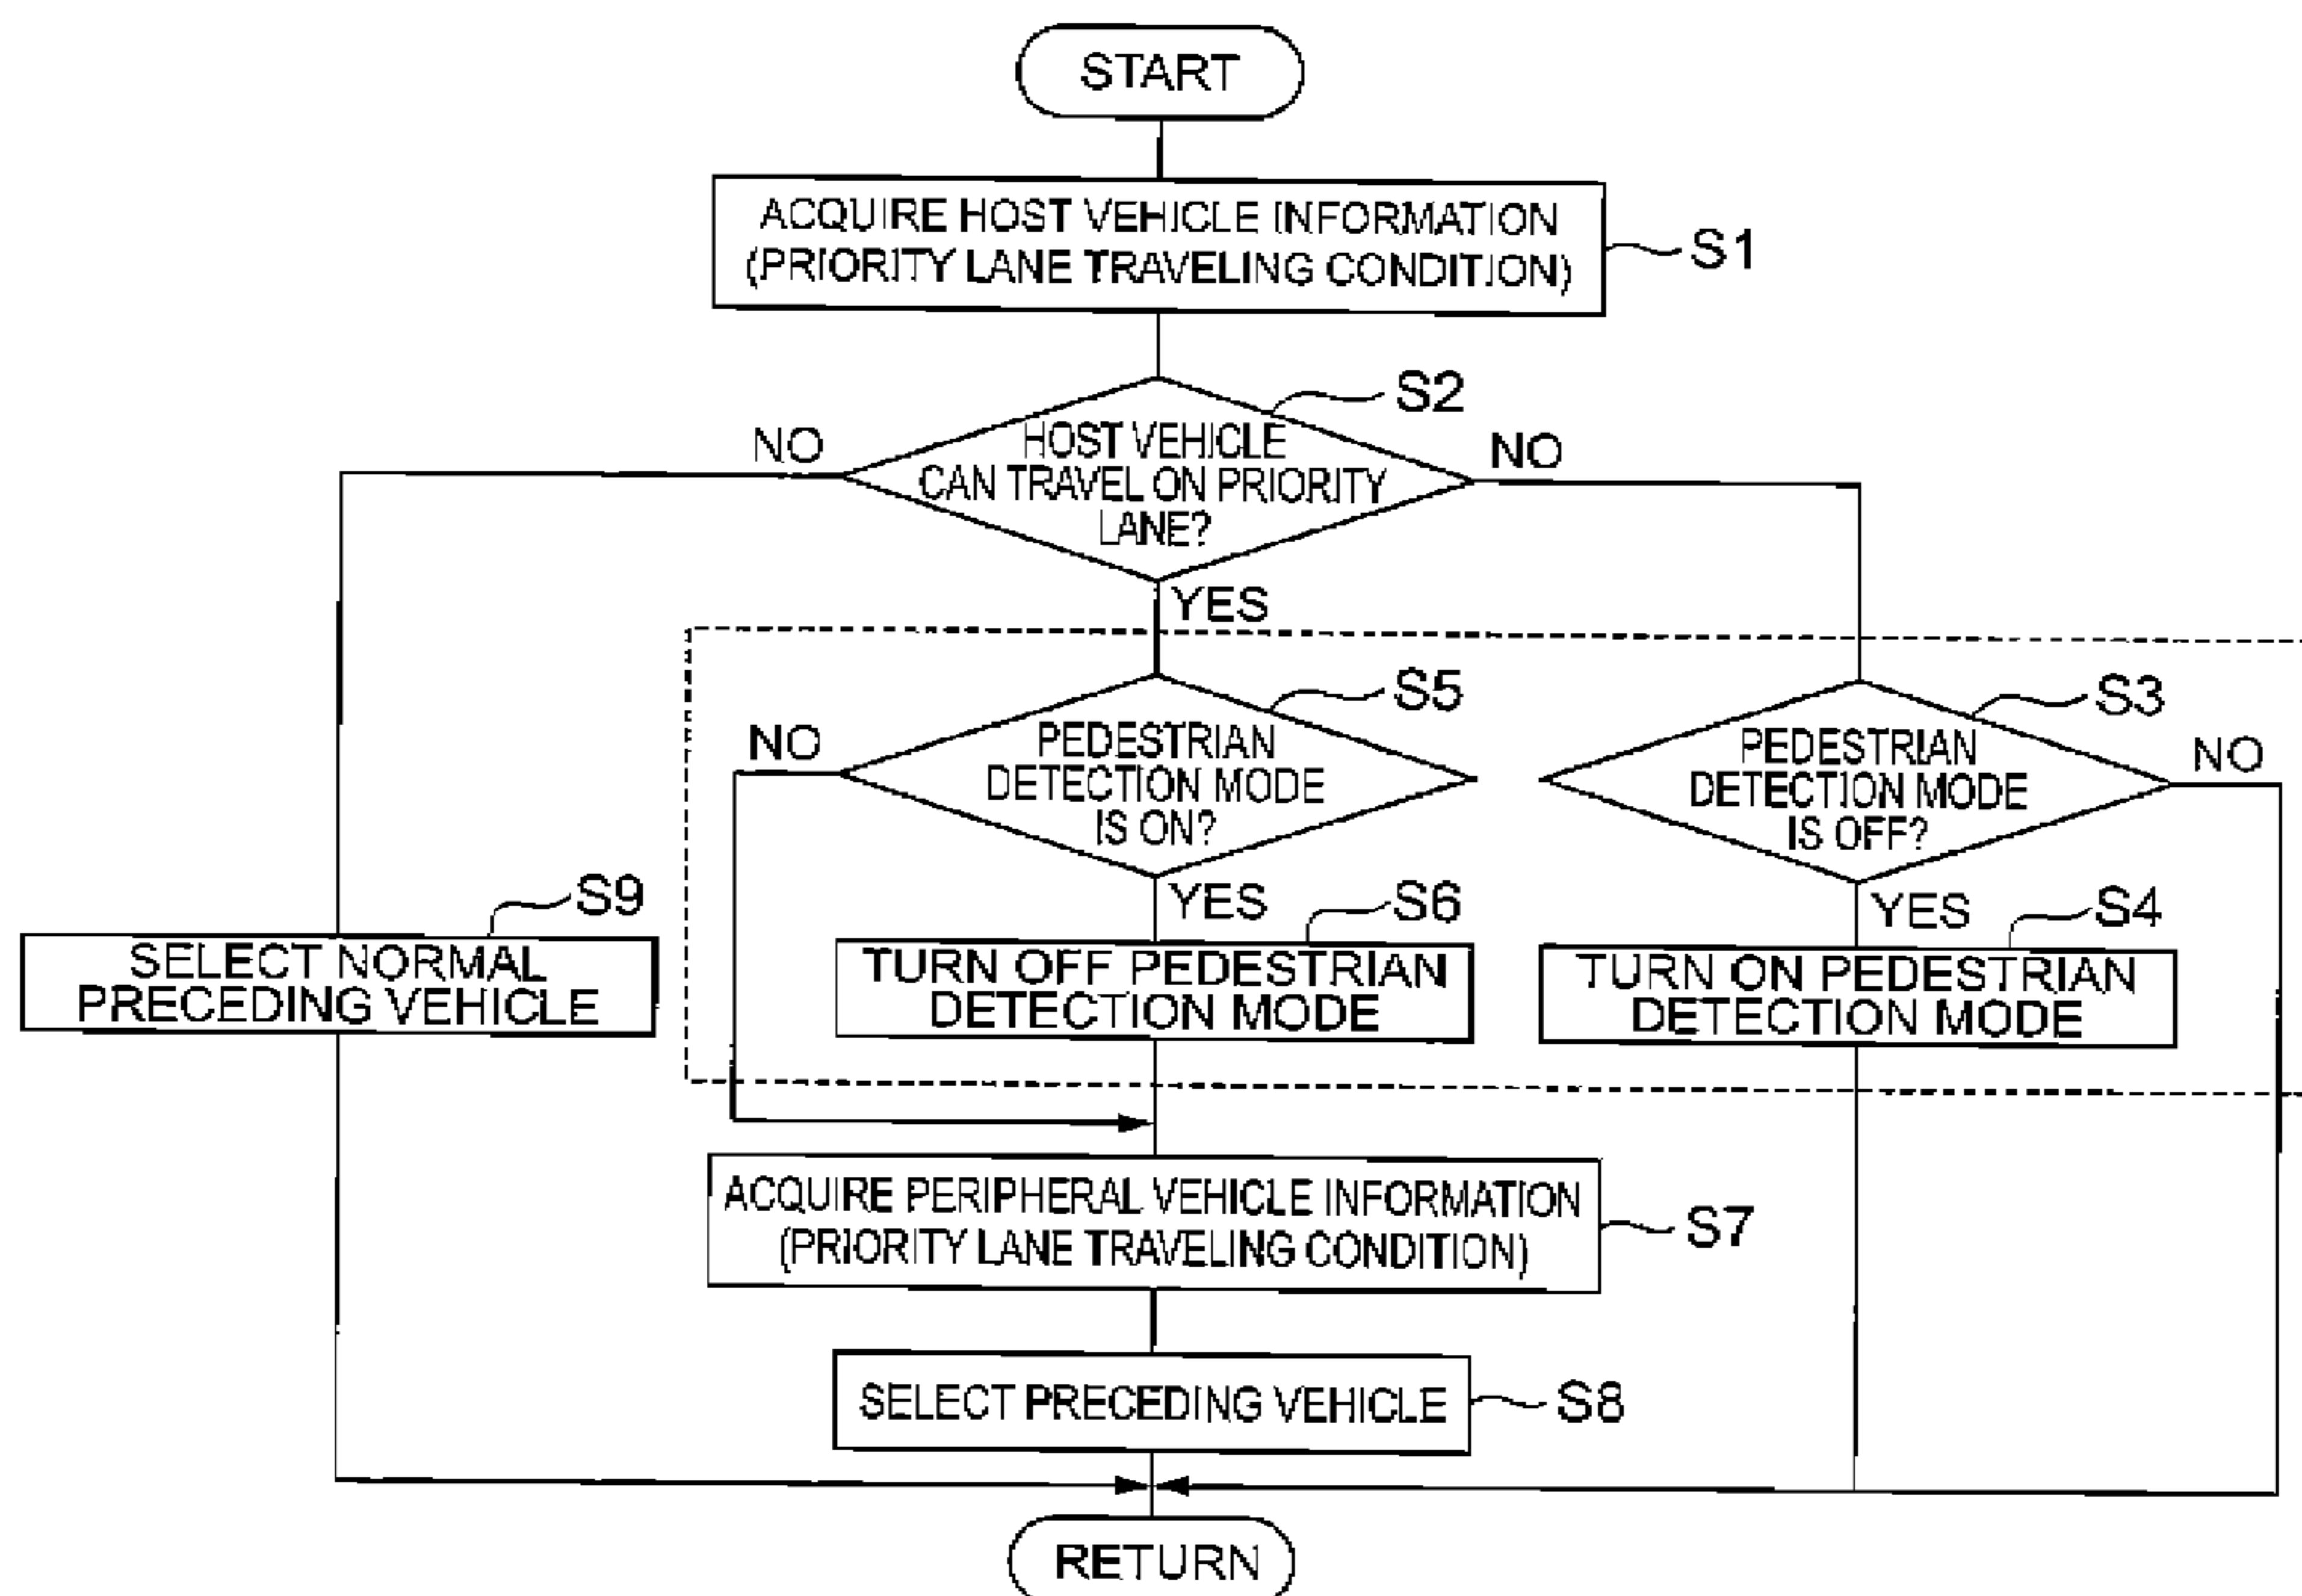 START
ACQUIRE HOST VEHICLE INFORMATION
(PRIORITY LANE TRAVELING CONDITION)
S1
S2
NO
HOST VEHICLE
CAN TRAVEL ON PRIORITY
LANE?
NO
YES
S5
NO
PEDESTRIAN
DETECTION MODE
IS ON?
S3
PEDESTRIAN
DETECTION MODE
IS OFF?
NO
S9
SELECT NORMAL
PRECEDING VEHICLE
YES
S6
TURN OFF PEDESTRIAN
DETECTION MODE
YES
S4
TURN ON PEDESTRIAN
DETECTION MODE
ACQUIRE PERIPHERAL VEHICLE INFORMATION
(PRIORITY LANE TRAVELING CONDITION)
S7
SELECT PRECEDING VEHICLE
S8
RETURN